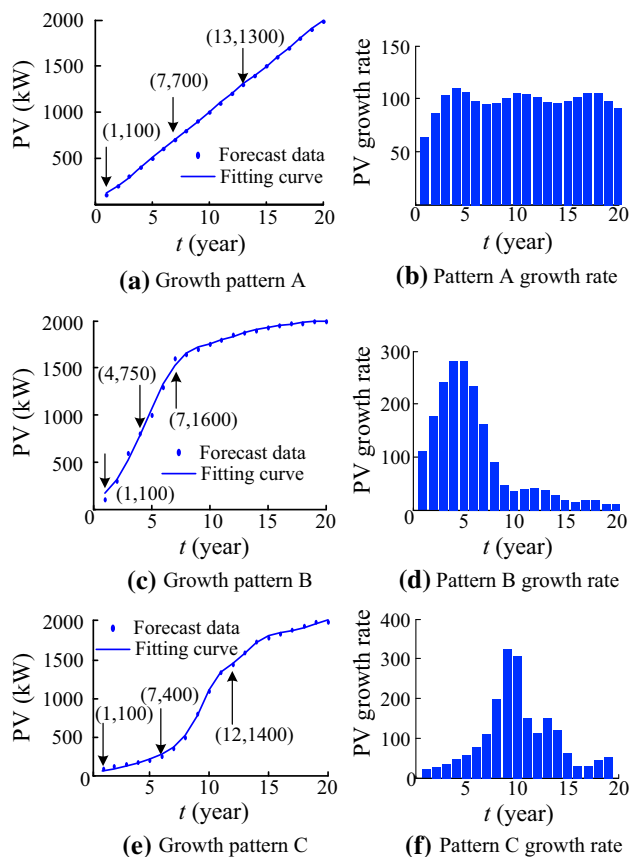 2000
1500
1000
500
PV (kW)
(13,1300)
(7,700)
(1,100)
Forecast data
Fitting curve
0
5
10
15
20
t (year)
(a) Growth pattern A
150
100
50
PV growth rate
0
5
10
15
20
t (year)
(b) Pattern A growth rate
2000
1500
1000
500
PV (kW)
(4,750)
(7,1600)
(1,100)
Forecast data
Fitting curve
0
5
10
15
20
t (year)
(c) Growth pattern B
300
200
100
PV growth rate
0
5
10
15
20
t (year)
(d) Pattern B growth rate
2000
1500
1000
500
0
PV (kW)
Forecast data
Fitting curve
(7,400)
(1,100)
(12,1400)
0
5
10
15
20
t (year)
(e) Growth pattern C
400
300
200
100
0
PV growth rate
0
5
10
15
20
t (year)
(f) Pattern C growth rate